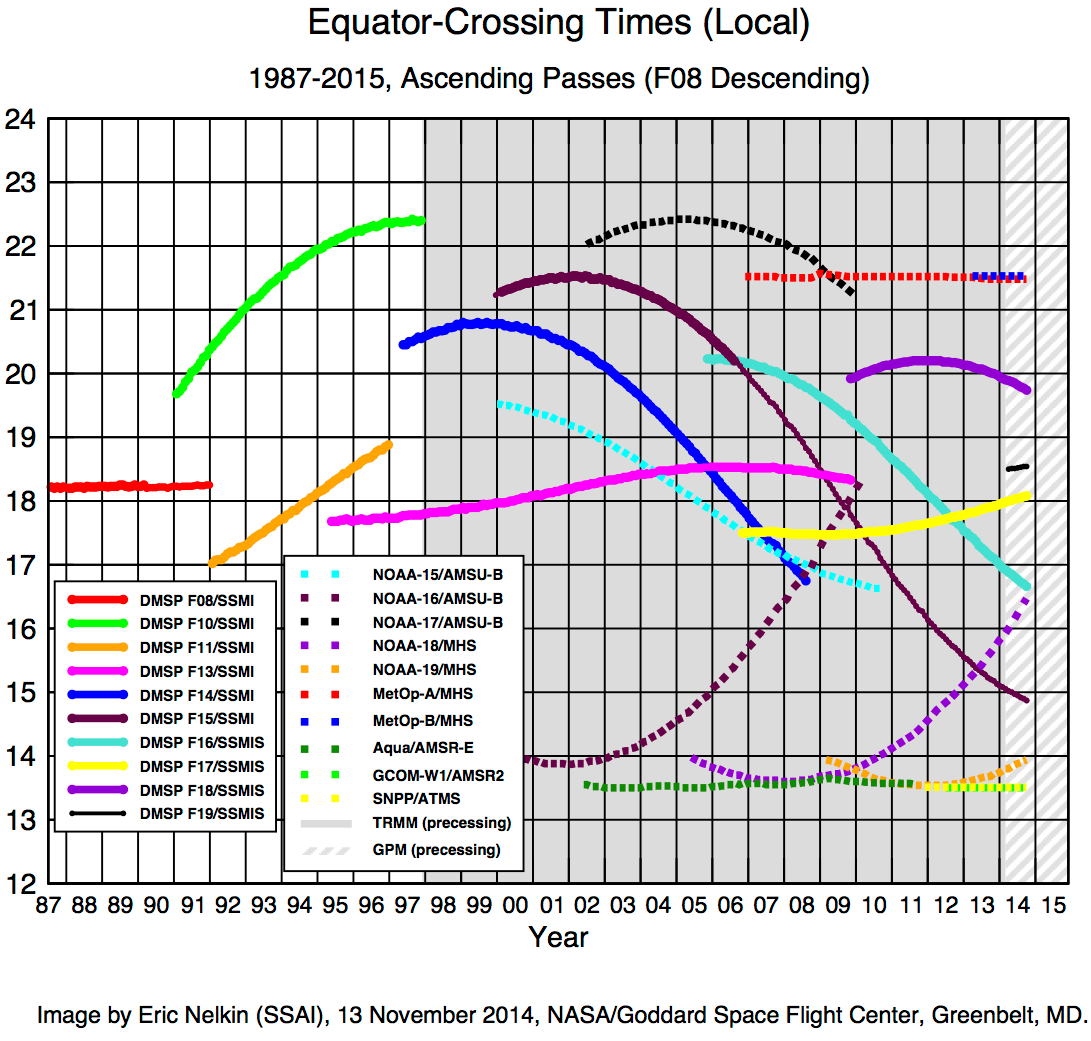 Equator-Crossing Times (Local)
1987-2015, Ascending Passes (F08 Descending)
24
23
22
21
20
19
18
17
16
15
14
13
12
DMSP F08/SSMI
DMSP F10/SSMI
DMSP F11/SSMI
DMSP F13/SSMI
DMSP F14/SSMI
DMSP F15/SSMI
DMSP F16/SSMIS
DMSP F17/SSMIS
DMSP F18/SSMIS
DMSP F19/SSMIS
NOAA-15/AMSU-B
NOAA-16/AMSU-B
NOAA-17/AMSU-B
NOAA-18/MHS
NOAA-19/MHS
MetOp-A/MHS
MetOp-B/MHS
Aqua/AMSR-E
GCOM-W1/AMSR2
SNPP/ATMS
TRMM (precessing)
GPM (precessing)
87 88 89 90 91 92 93 94 95 96 97 98 99 00 01 02 03 04 05 06 07 08 09 10 11 12 13 14 15
Year
Image by Eric Nelkin (SSAI), 13 November 2014, NASA/Goddard Space Flight Center, Greenbelt, MD.